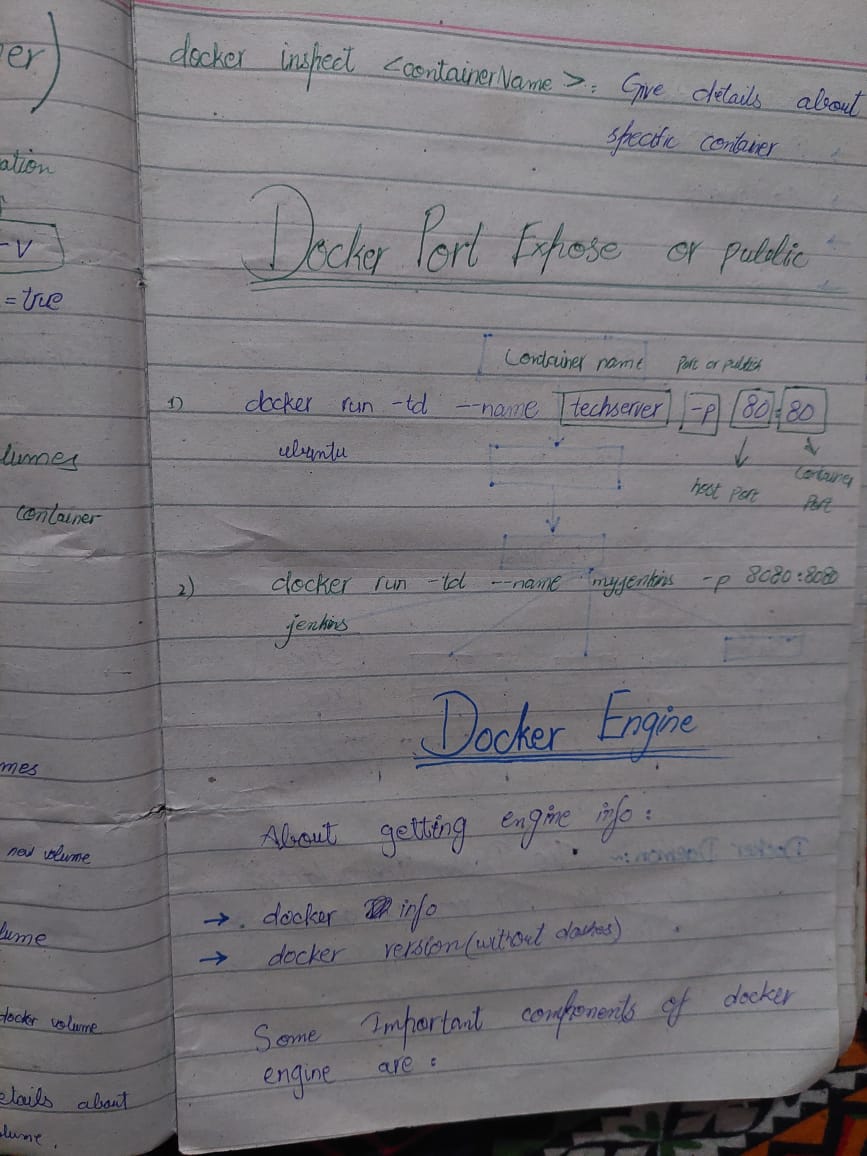 er)
ation
-v
= true
lumes
container
mes
new volume
lume
docker volume
etails about
lume.
docker inspect <containerName> : Give details about
specific container
Docker Port Expose or public
Container name Port or publish
1) docker run -td --name techserver -p 80:80
ubuntu
host port
Container
Port
2) docker run -td --name myjenkins -p 8080:8080
jenkins
Docker Engine
About getting engine info :
→ . docker info
→ docker version (without dashes)
Some Important components of docker
engine are :